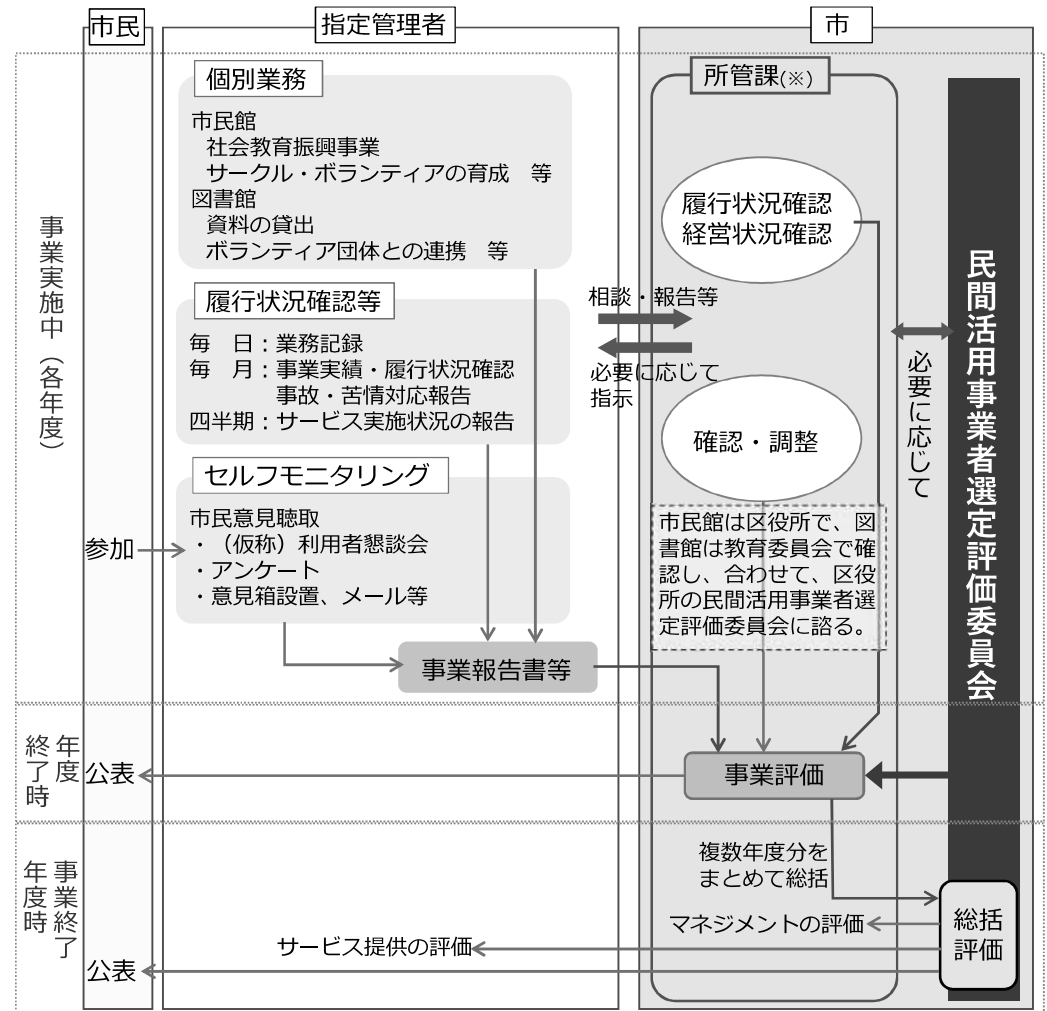 市民
指定管理者
市
事業実施中（各年度）
個別業務
市民館
社会教育振興事業
サークル・ボランティアの育成　等
図書館
資料の貸出
ボランティア団体との連携　等
履行状況確認等
毎　日：業務記録
毎　月：事業実績・履行状況確認
事故・苦情対応報告
四半期：サービス実施状況の報告
セルフモニタリング
市民意見聴取
・（仮称）利用者懇談会
・アンケート
・意見箱設置、メール等
参加
事業報告書等
相談・報告等
必要に応じて
指示
所管課(※)
履行状況確認
経営状況確認
確認・調整
市民館は区役所で、図
書館は教育委員会で確
認し、合わせて、区役
所の民間活用事業者選
定評価委員会に諮る。
必要に応じて
民間活用事業者選定評価委員会
年度
終了時
公表
事業評価
事業終了
年度時
複数年度分を
まとめて総括
マネジメントの評価
サービス提供の評価
公表
総括
評価